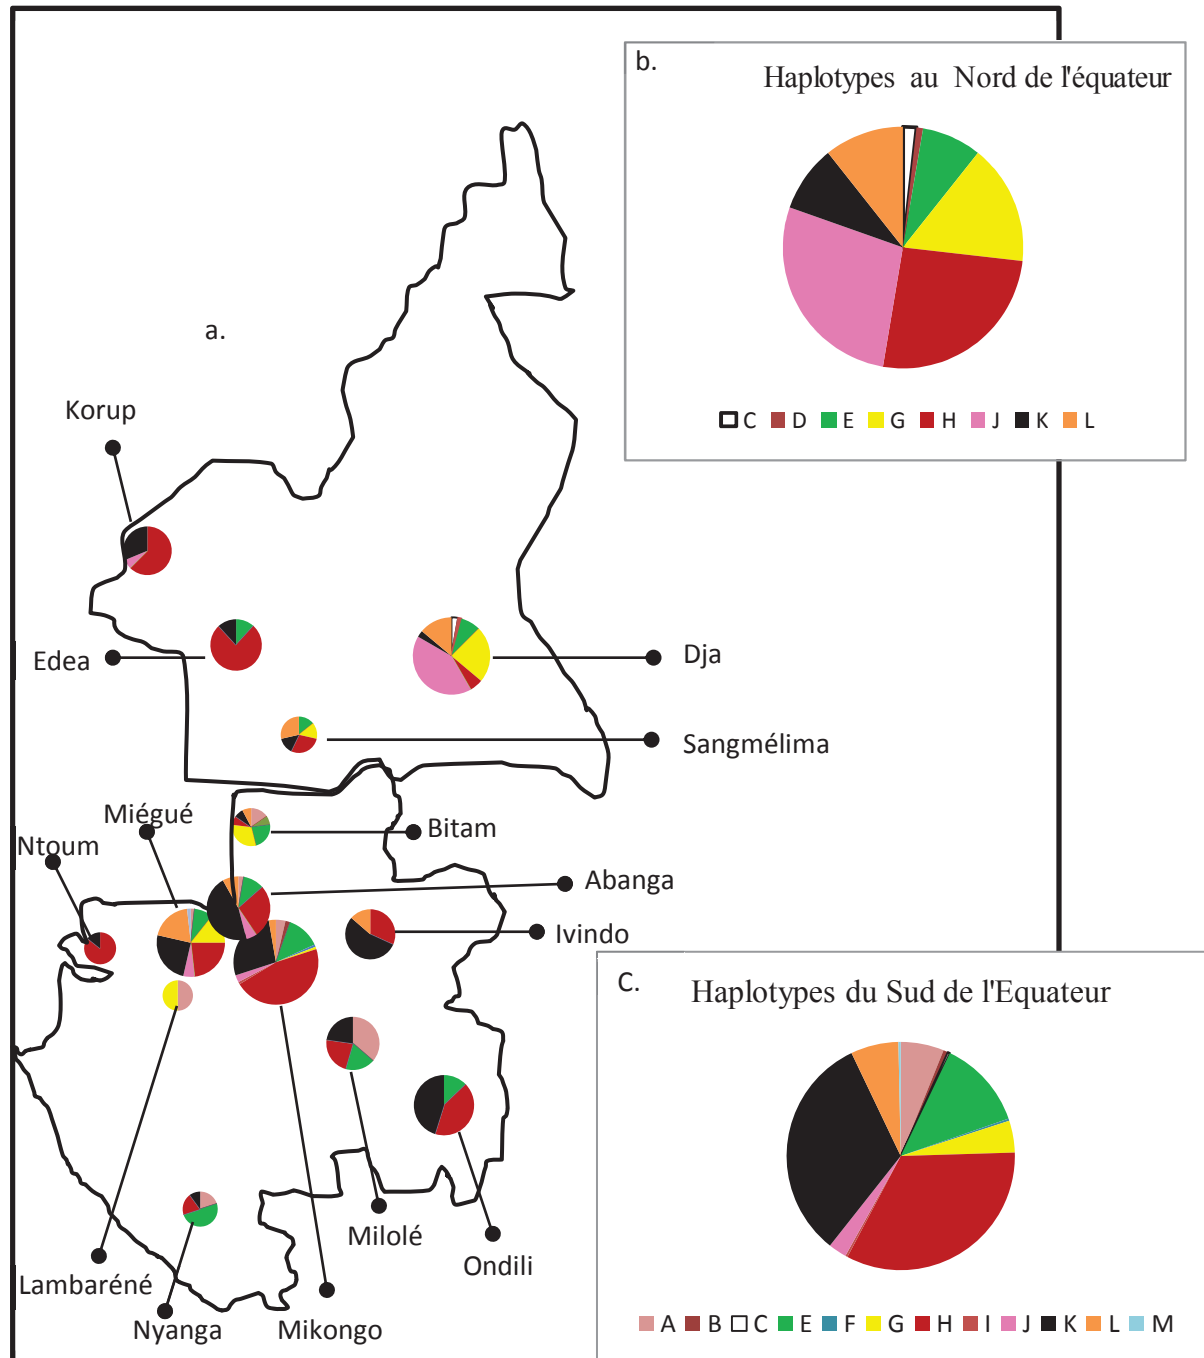 b.
Haplotypes au Nord de l'équateur
C D E G H J K L
a.
Korup
Edea
Dja
Sangmélima
Miégué
Bitam
Ntoum
Abanga
Ivindo
C.
Haplotypes du Sud de l'Equateur
Milolé
Ondili
Lambaréné
Nyanga
Mikongo
A B C E F G H I J K L M